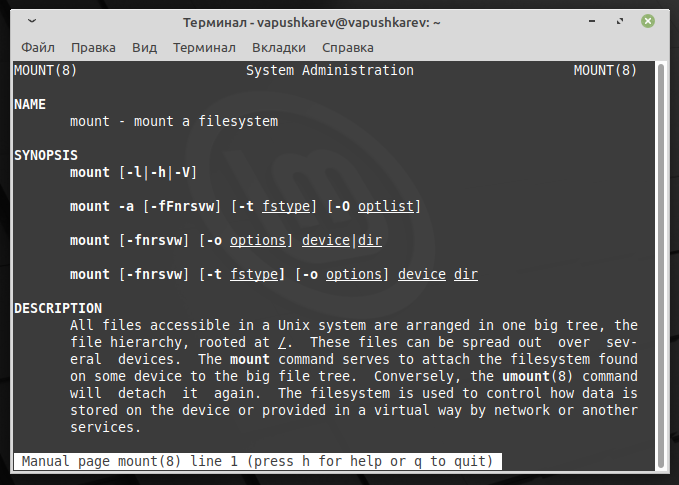 Терминал - vapushkarev@vapushkarev: ~
Файл Правка Вид Терминал Вкладки Справка
MOUNT(8) System Administration MOUNT(8)
NAME
mount - mount a filesystem
SYNOPSIS
mount [-l|-h|-V]
mount -a [-fFnrsvw] [-t fstype] [-O optlist]
mount [-fnrsvw] [-o options] device|dir
mount [-fnrsvw] [-t fstype] [-o options] device dir
DESCRIPTION
All files accessible in a Unix system are arranged in one big tree, the
file hierarchy, rooted at /. These files can be spread out over sev-
eral devices. The mount command serves to attach the filesystem found
on some device to the big file tree. Conversely, the umount(8) command
will detach it again. The filesystem is used to control how data is
stored on the device or provided in a virtual way by network or another
services.
Manual page mount(8) line 1 (press h for help or q to quit)